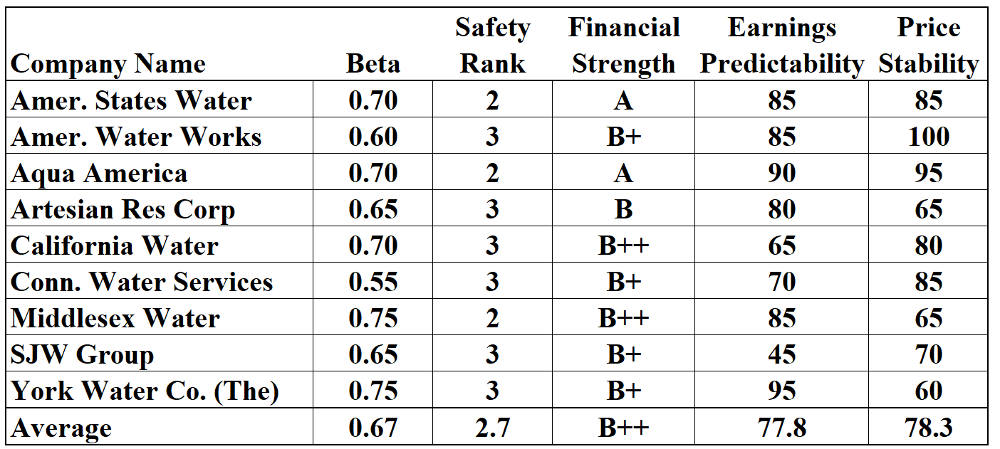 Company Name Beta Safety Rank Financial Strength Earnings Predictability Price Stability
Amer. States Water 0.70 2 A 85 85
Amer. Water Works 0.60 3 B+ 85 100
Aqua America 0.70 2 A 90 95
Artesian Res Corp 0.65 3 B 80 65
California Water 0.70 3 B++ 65 80
Conn. Water Services 0.55 3 B+ 70 85
Middlesex Water 0.75 2 B++ 85 65
SJW Group 0.65 3 B+ 45 70
York Water Co. (The) 0.75 3 B+ 95 60
Average 0.67 2.7 B++ 77.8 78.3